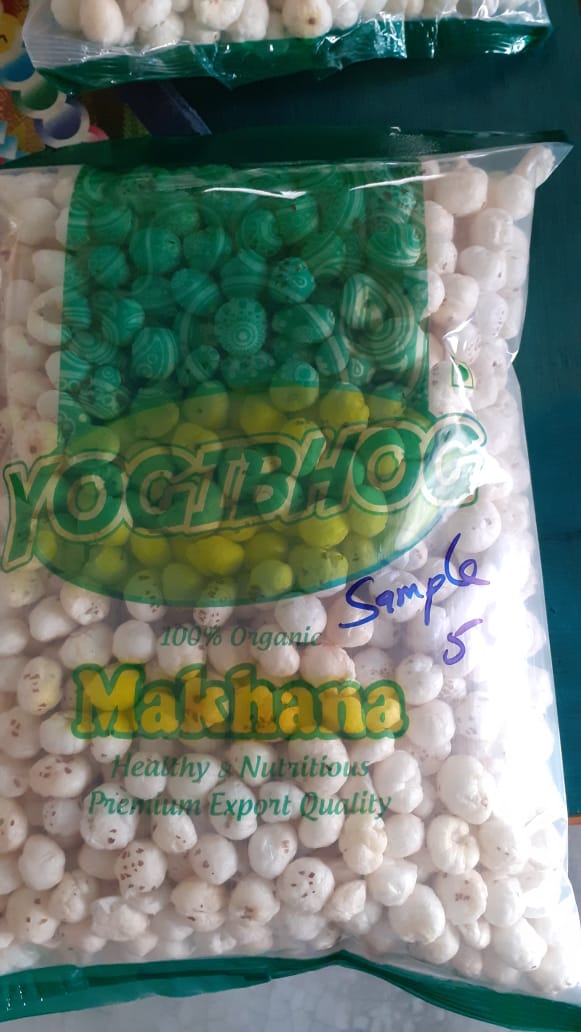 YOGIBHOG
Sample
5
100% Organic
Makhana
Healthy & Nutritious
Premium Export Quality